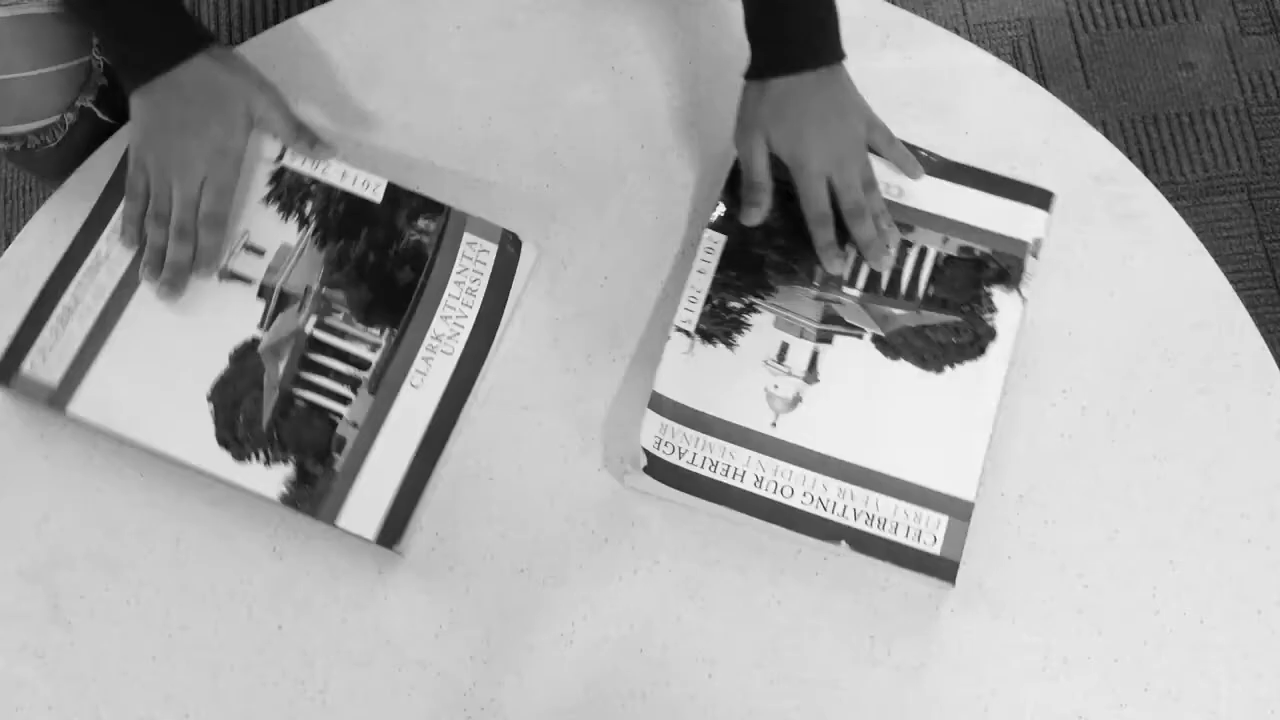 2014-2015
CLARK ATLANTA
UNIVERSITY
2014-2015
CELEBRATING OUR HERITAGE
FIRST YEAR STUDENT SEMINAR